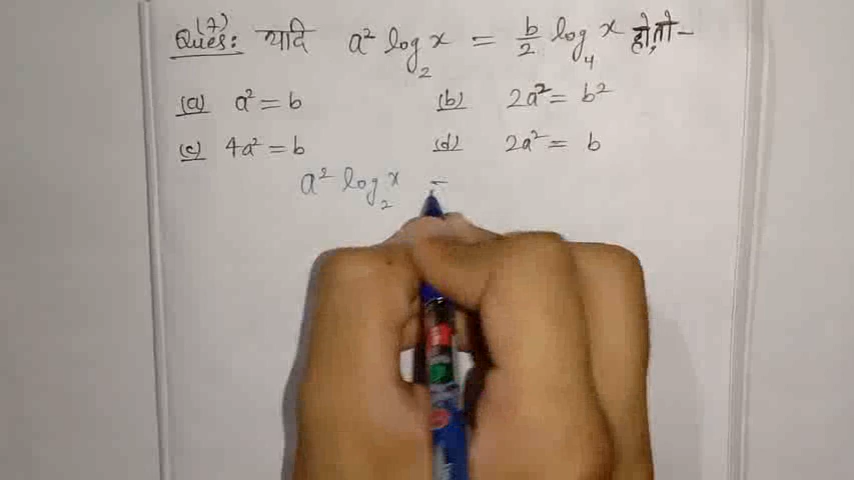 (7)
Ques: यदि a² log₂ x = b/2 log₄ x हो,तो-
(a) a² = b (b) 2a² = b²
(c) 4a² = b (d) 2a² = b
a² log₂ x =